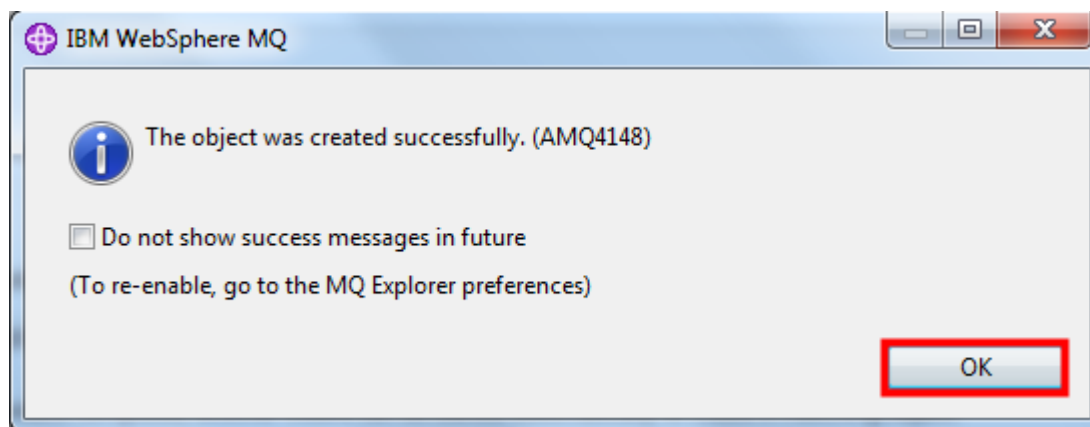 IBM WebSphere MQ
The object was created successfully. (AMQ4148)
Do not show success messages in future
(To re-enable, go to the MQ Explorer preferences)
OK